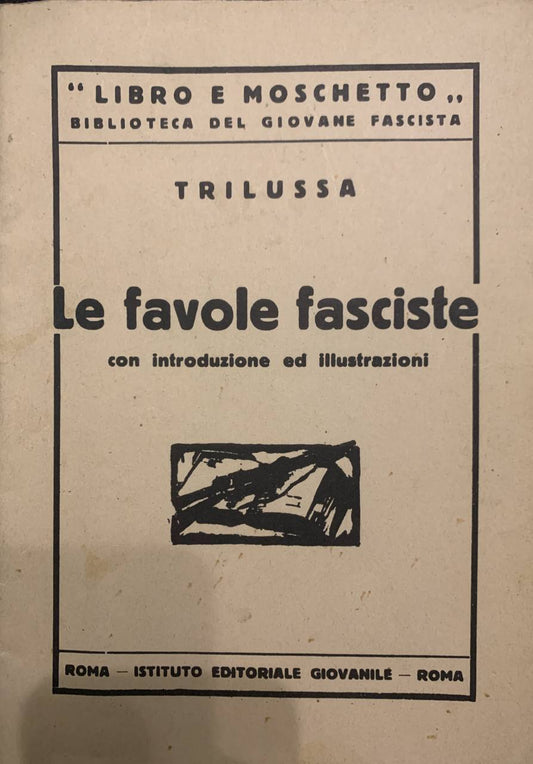 “ LIBRO E MOSCHETTO „
BIBLIOTECA DEL GIOVANE FASCISTA
TRILUSSA
Le favole fasciste
con introduzione ed illustrazioni
ROMA — ISTITUTO EDITORIALE GIOVANILE — ROMA